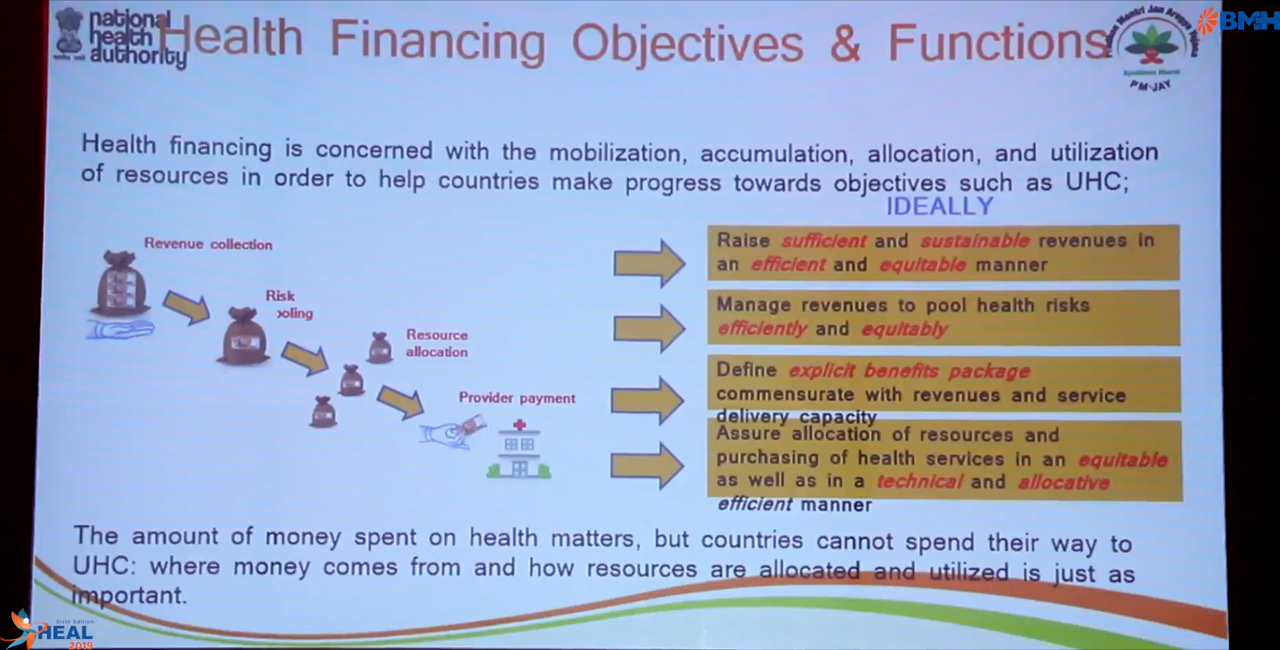 national
health
authority
Health Financing Objectives & Functions
BMH
Ayushman Bharat
PM-JAY
Health financing is concerned with the mobilization, accumulation, allocation, and utilization
of resources in order to help countries make progress towards objectives such as UHC;
IDEALLY
Revenue collection
Risk
ooling
Resource
allocation
Provider payment
Raise sufficient and sustainable revenues in
an efficient and equitable manner
Manage revenues to pool health risks
efficiently and equitably
Define explicit benefits package
commensurate with revenues and service
delivery capacity
Assure allocation of resources and
purchasing of health services in an equitable
as well as in a technical and allocative
efficient manner
The amount of money spent on health matters, but countries cannot spend their way to
UHC: where money comes from and how resources are allocated and utilized is just as
important.
Sixth Edition
HEAL
2019